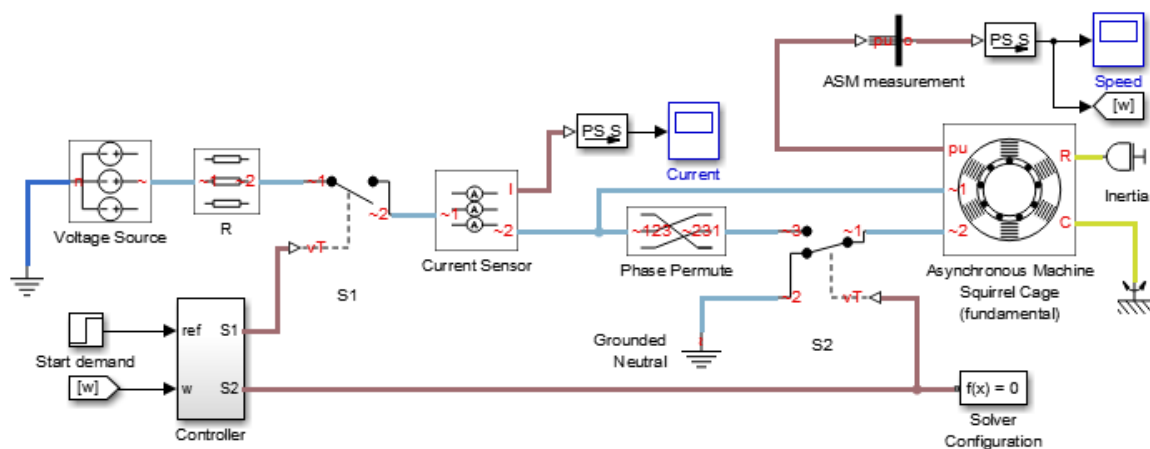 pu o
ASM measurement
PS S
Speed
[w]
PS S
Current
n
~
Voltage Source
~1 ~2
R
~1
~2
vT
S1
I
~1
~2
Current Sensor
~123 ~231
Phase Permute
~3
~1
~2
vT
S2
Grounded
Neutral
pu
~1
~2
R
C
Asynchronous Machine
Squirrel Cage
(fundamental)
Inertia
A
A
A
Start demand
[w]
ref
w
S1
S2
Controller
f(x) = 0
Solver
Configuration